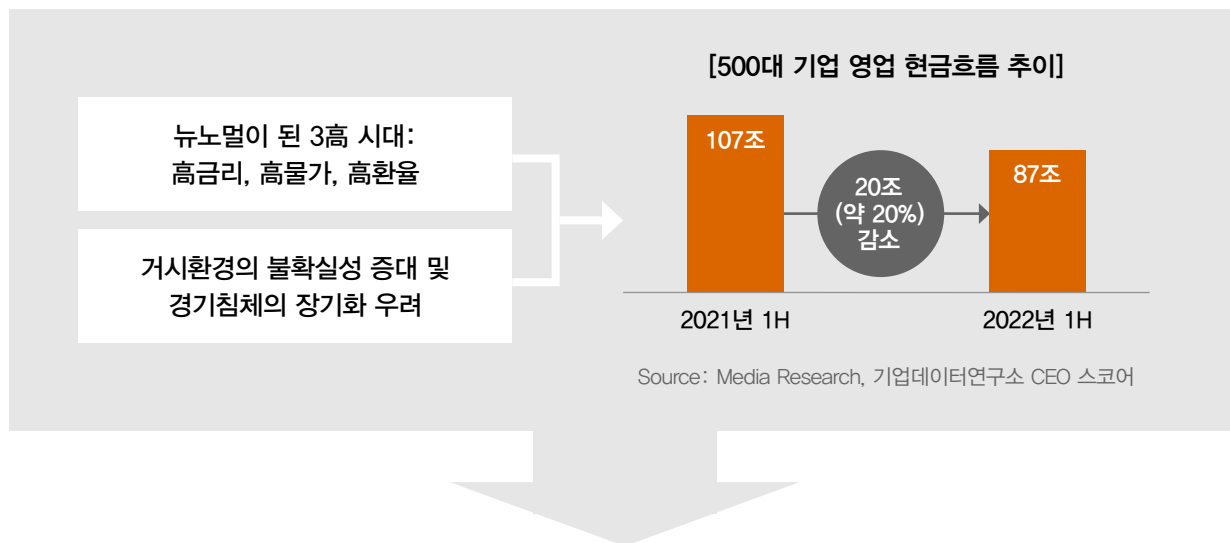 [500대 기업 영업 현금흐름 추이]
뉴노멀이 된 3高 시대:
高금리, 高물가, 高환율
거시환경의 불확실성 증대 및
경기침체의 장기화 우려
107조
20조
(약 20%)
감소
87조
2021년 1H
2022년 1H
Source: Media Research, 기업데이터연구소 CEO 스코어